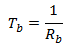 T_b = 1/R_b